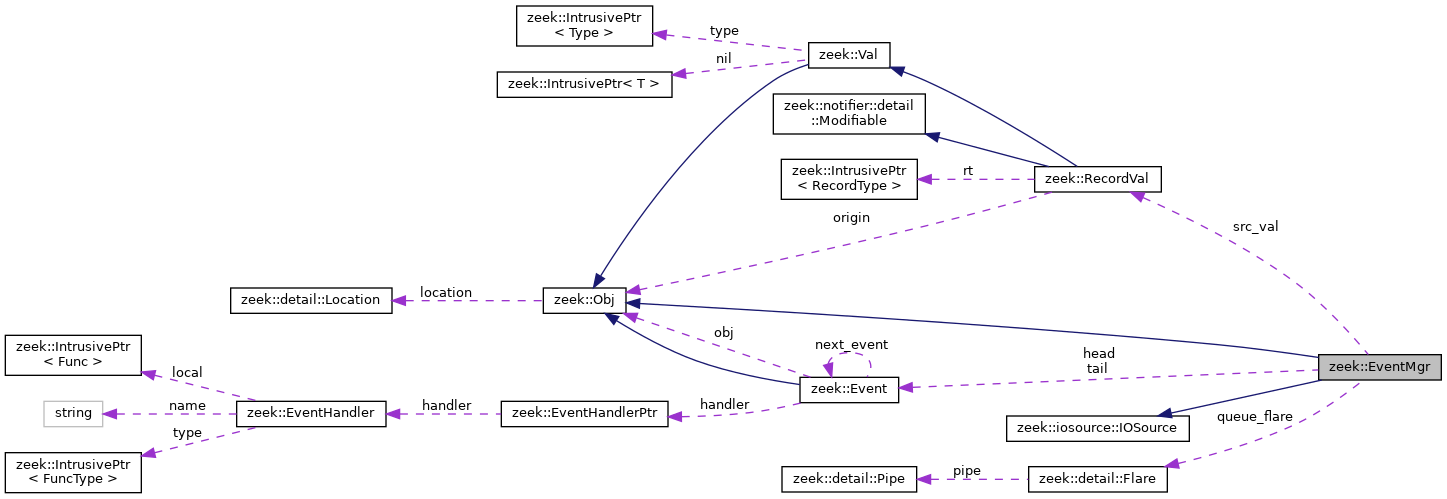 zeek::IntrusivePtr
< Type >
type
zeek::Val
nil
zeek::IntrusivePtr< T >
zeek::notifier::detail
::Modifiable
zeek::IntrusivePtr
< RecordType >
rt
zeek::RecordVal
origin
src_val
zeek::detail::Location
location
zeek::Obj
obj
next_event
head
tail
zeek::EventMgr
zeek::IntrusivePtr
< Func >
local
zeek::Event
string
name
zeek::EventHandler
handler
zeek::EventHandlerPtr
handler
zeek::iosource::IOSource
queue_flare
type
zeek::IntrusivePtr
< FuncType >
zeek::detail::Pipe
pipe
zeek::detail::Flare